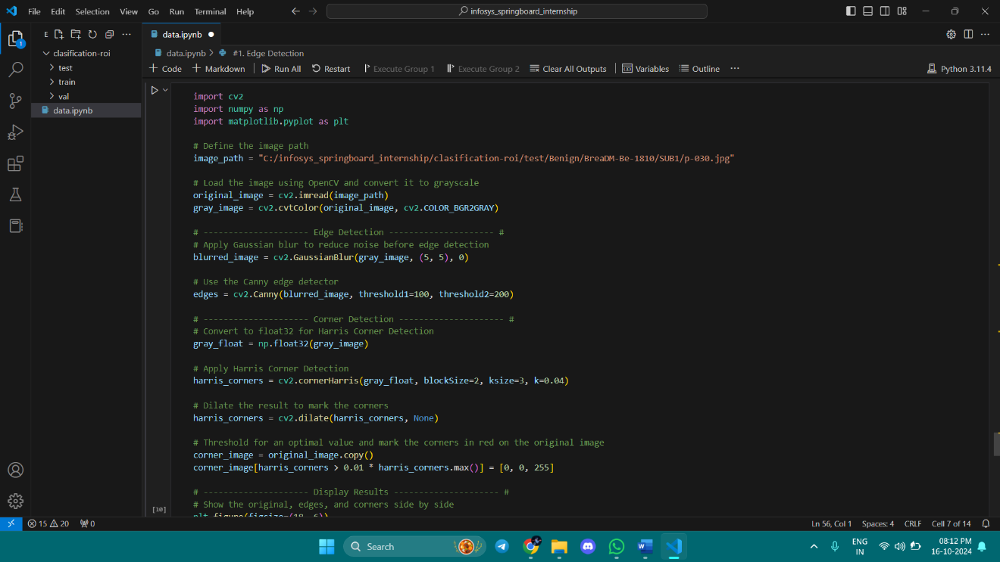 File Edit Selection View Go Run Terminal Help
infosys_springboard_internship
E
clasification-roi
test
train
val
data.ipynb
1
data.ipynb
data.ipynb > #1. Edge Detection
+ Code + Markdown Run All Restart Execute Group 1 Execute Group 2 Clear All Outputs Variables Outline ... Python 3.11.4
import cv2
import numpy as np
import matplotlib.pyplot as plt
# Define the image path
image_path = "C:/infosys_springboard_internship/clasification-roi/test/Benign/BreaDM-Be-1810/SUB1/p-030.jpg"
# Load the image using OpenCV and convert it to grayscale
original_image = cv2.imread(image_path)
gray_image = cv2.cvtColor(original_image, cv2.COLOR_BGR2GRAY)
# --------------------- Edge Detection --------------------- #
# Apply Gaussian blur to reduce noise before edge detection
blurred_image = cv2.GaussianBlur(gray_image, (5, 5), 0)
# Use the Canny edge detector
edges = cv2.Canny(blurred_image, threshold1=100, threshold2=200)
# --------------------- Corner Detection --------------------- #
# Convert to float32 for Harris Corner Detection
gray_float = np.float32(gray_image)
# Apply Harris Corner Detection
harris_corners = cv2.cornerHarris(gray_float, blockSize=2, ksize=3, k=0.04)
# Dilate the result to mark the corners
harris_corners = cv2.dilate(harris_corners, None)
# Threshold for an optimal value and mark the corners in red on the original image
corner_image = original_image.copy()
corner_image[harris_corners > 0.01 * harris_corners.max()] = [0, 0, 255]
# --------------------- Display Results --------------------- #
# Show the original, edges, and corners side by side
plt.figure(figsize=(18, 6))
[10]
15 20 0
Ln 56, Col 1 Spaces: 4 CRLF Cell 7 of 14
Search
ENG
IN
08:12 PM
16-10-2024